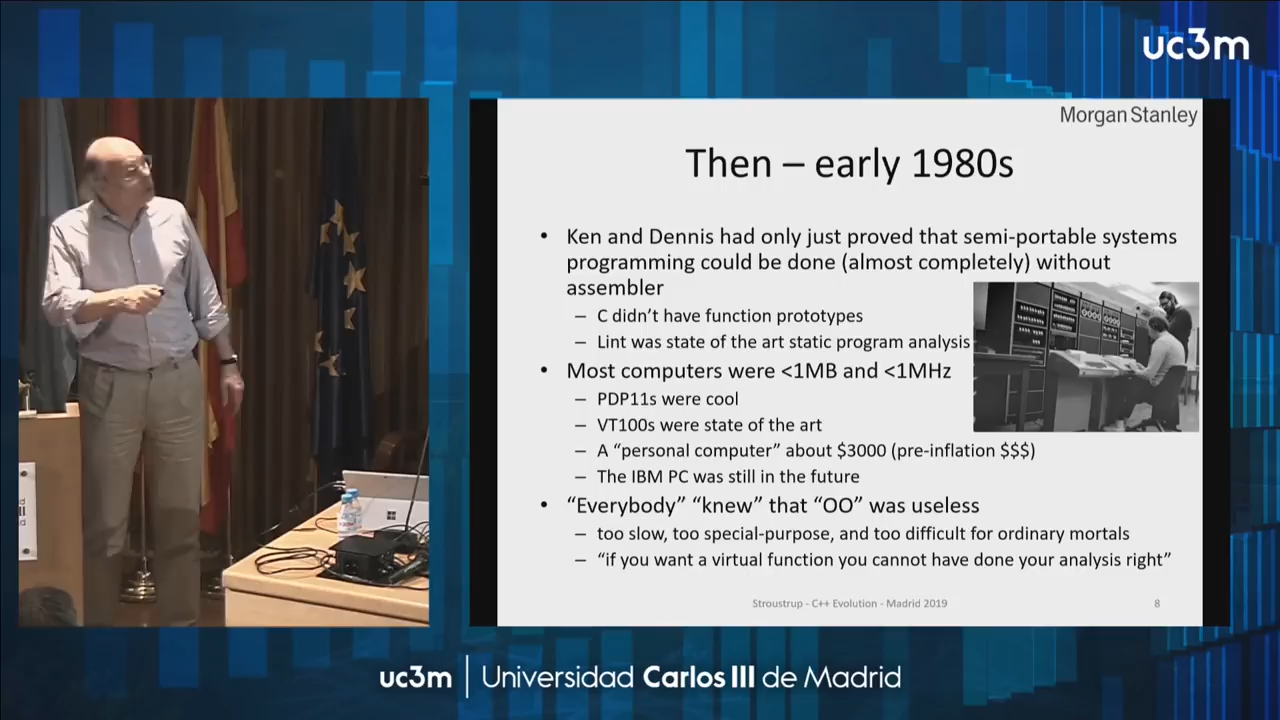 uc3m
Morgan Stanley
Then – early 1980s
• Ken and Dennis had only just proved that semi-portable systems
programming could be done (almost completely) without
assembler
– C didn’t have function prototypes
– Lint was state of the art static program analysis
• Most computers were <1MB and <1MHz
– PDP11s were cool
– VT100s were state of the art
– A “personal computer” about $3000 (pre-inflation $$$)
– The IBM PC was still in the future
• “Everybody” “knew” that “OO” was useless
– too slow, too special-purpose, and too difficult for ordinary mortals
– “if you want a virtual function you cannot have done your analysis right”
Stroustrup - C++ Evolution - Madrid 2019
8
uc3m | Universidad Carlos III de Madrid